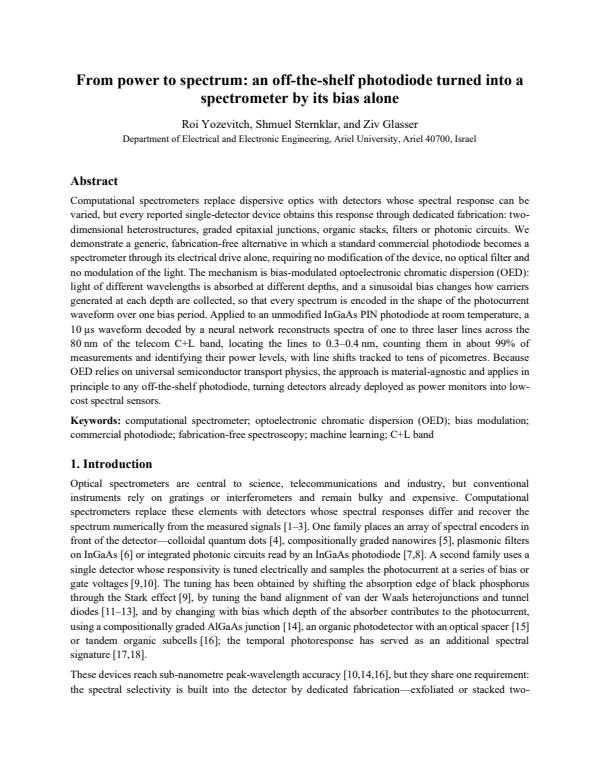 From power to spectrum: an off-the-shelf photodiode turned into a
spectrometer by its bias alone
Roi Yozevitch, Shmuel Sternklar, and Ziv Glasser
Department of Electrical and Electronic Engineering, Ariel University, Ariel 40700, Israel
Abstract
Computational spectrometers replace dispersive optics with detectors whose spectral response can be
varied, but every reported single-detector device obtains this response through dedicated fabrication: two-
dimensional heterostructures, graded epitaxial junctions, organic stacks, filters or photonic circuits. We
demonstrate a generic, fabrication-free alternative in which a standard commercial photodiode becomes a
spectrometer through its electrical drive alone, requiring no modification of the device, no optical filter and
no modulation of the light. The mechanism is bias-modulated optoelectronic chromatic dispersion (OED):
light of different wavelengths is absorbed at different depths, and a sinusoidal bias changes how carriers
generated at each depth are collected, so that every spectrum is encoded in the shape of the photocurrent
waveform over one bias period. Applied to an unmodified InGaAs PIN photodiode at room temperature, a
10 μs waveform decoded by a neural network reconstructs spectra of one to three laser lines across the
80 nm of the telecom C+L band, locating the lines to 0.3–0.4 nm, counting them in about 99% of
measurements and identifying their power levels, with line shifts tracked to tens of picometres. Because
OED relies on universal semiconductor transport physics, the approach is material-agnostic and applies in
principle to any off-the-shelf photodiode, turning detectors already deployed as power monitors into low-
cost spectral sensors.
Keywords: computational spectrometer; optoelectronic chromatic dispersion (OED); bias modulation;
commercial photodiode; fabrication-free spectroscopy; machine learning; C+L band
1. Introduction
Optical spectrometers are central to science, telecommunications and industry, but conventional
instruments rely on gratings or interferometers and remain bulky and expensive. Computational
spectrometers replace these elements with detectors whose spectral responses differ and recover the
spectrum numerically from the measured signals [1–3]. One family places an array of spectral encoders in
front of the detector—colloidal quantum dots [4], compositionally graded nanowires [5], plasmonic filters
on InGaAs [6] or integrated photonic circuits read by an InGaAs photodiode [7,8]. A second family uses a
single detector whose responsivity is tuned electrically and samples the photocurrent at a series of bias or
gate voltages [9,10]. The tuning has been obtained by shifting the absorption edge of black phosphorus
through the Stark effect [9], by tuning the band alignment of van der Waals heterojunctions and tunnel
diodes [11–13], and by changing with bias which depth of the absorber contributes to the photocurrent,
using a compositionally graded AlGaAs junction [14], an organic photodetector with an optical spacer [15]
or tandem organic subcells [16]; the temporal photoresponse has served as an additional spectral
signature [17,18].
These devices reach sub-nanometre peak-wavelength accuracy [10,14,16], but they share one requirement:
the spectral selectivity is built into the detector by dedicated fabrication—exfoliated or stacked two-